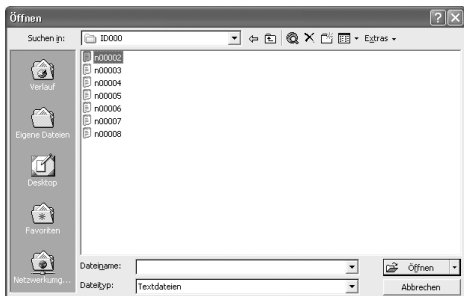 Öffnen
Suchen in: ID000 Extras
Verlauf
Eigene Dateien
Desktop
Favoriten
Netzwerkumg...
n00002
n00003
n00004
n00005
n00006
n00007
n00008
Dateiname: Öffnen
Dateityp: Textdateien Abbrechen